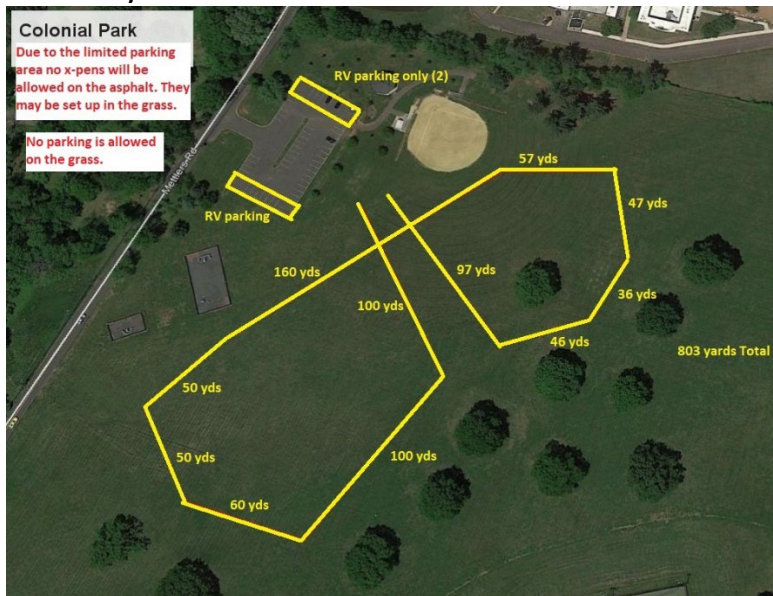 Colonial Park
Due to the limited parking
area no x-pens will be
allowed on the asphalt. They
may be set up in the grass.
No parking is allowed
on the grass.
RV parking only (2)
Mettlers Rd
RV parking
57 yds
47 yds
160 yds
97 yds
100 yds
36 yds
46 yds
803 yards Total
50 yds
50 yds
100 yds
60 yds